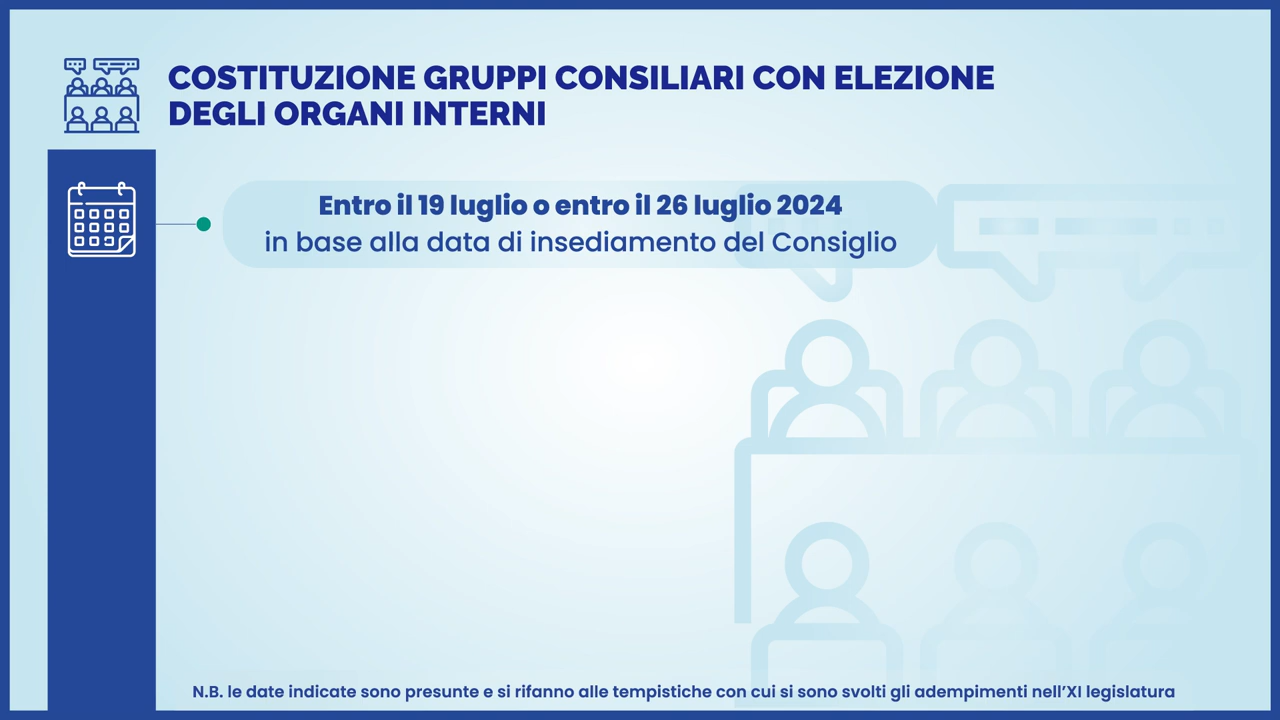 COSTITUZIONE GRUPPI CONSILIARI CON ELEZIONE
DEGLI ORGANI INTERNI
Entro il 19 luglio o entro il 26 luglio 2024
in base alla data di insediamento del Consiglio
N.B. le date indicate sono presunte e si rifanno alle tempistiche con cui si sono svolti gli adempimenti nell’XI legislatura